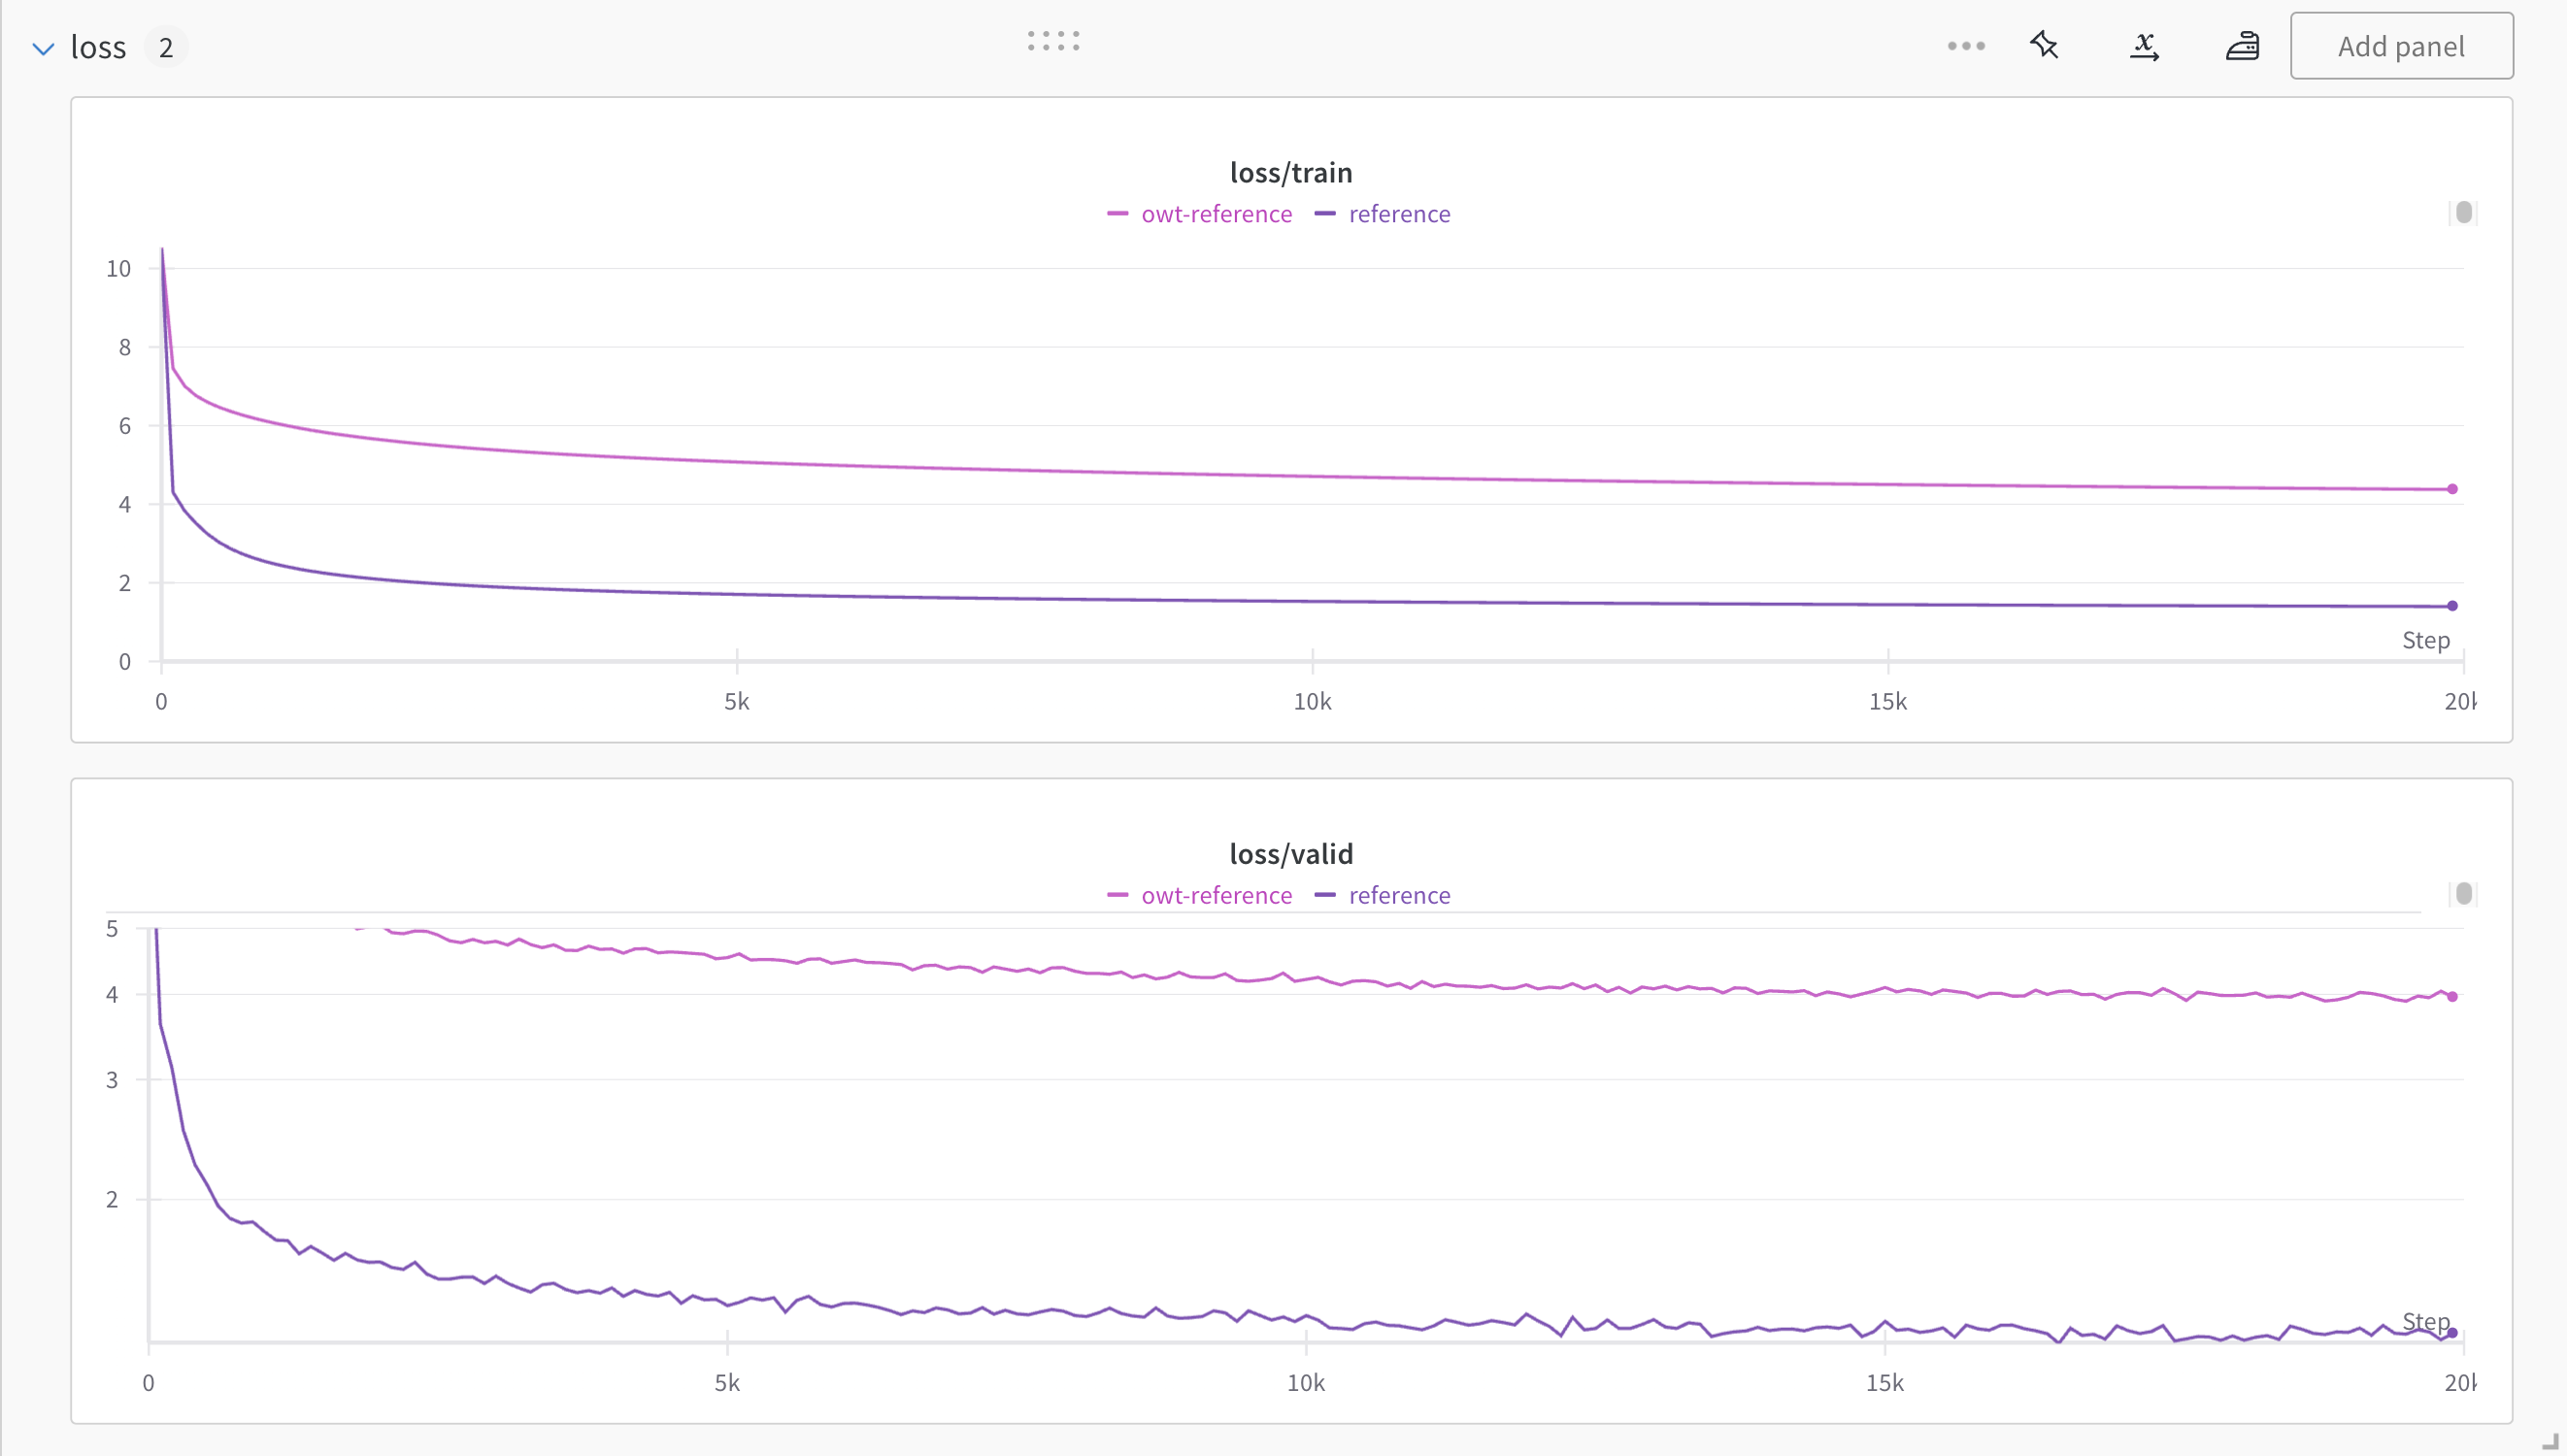 loss 2
Add panel
loss/train
owt-reference reference
10
8
6
4
2
0
Step
0 5k 10k 15k 20k
loss/valid
owt-reference reference
5
4
3
2
Step
0 5k 10k 15k 20k